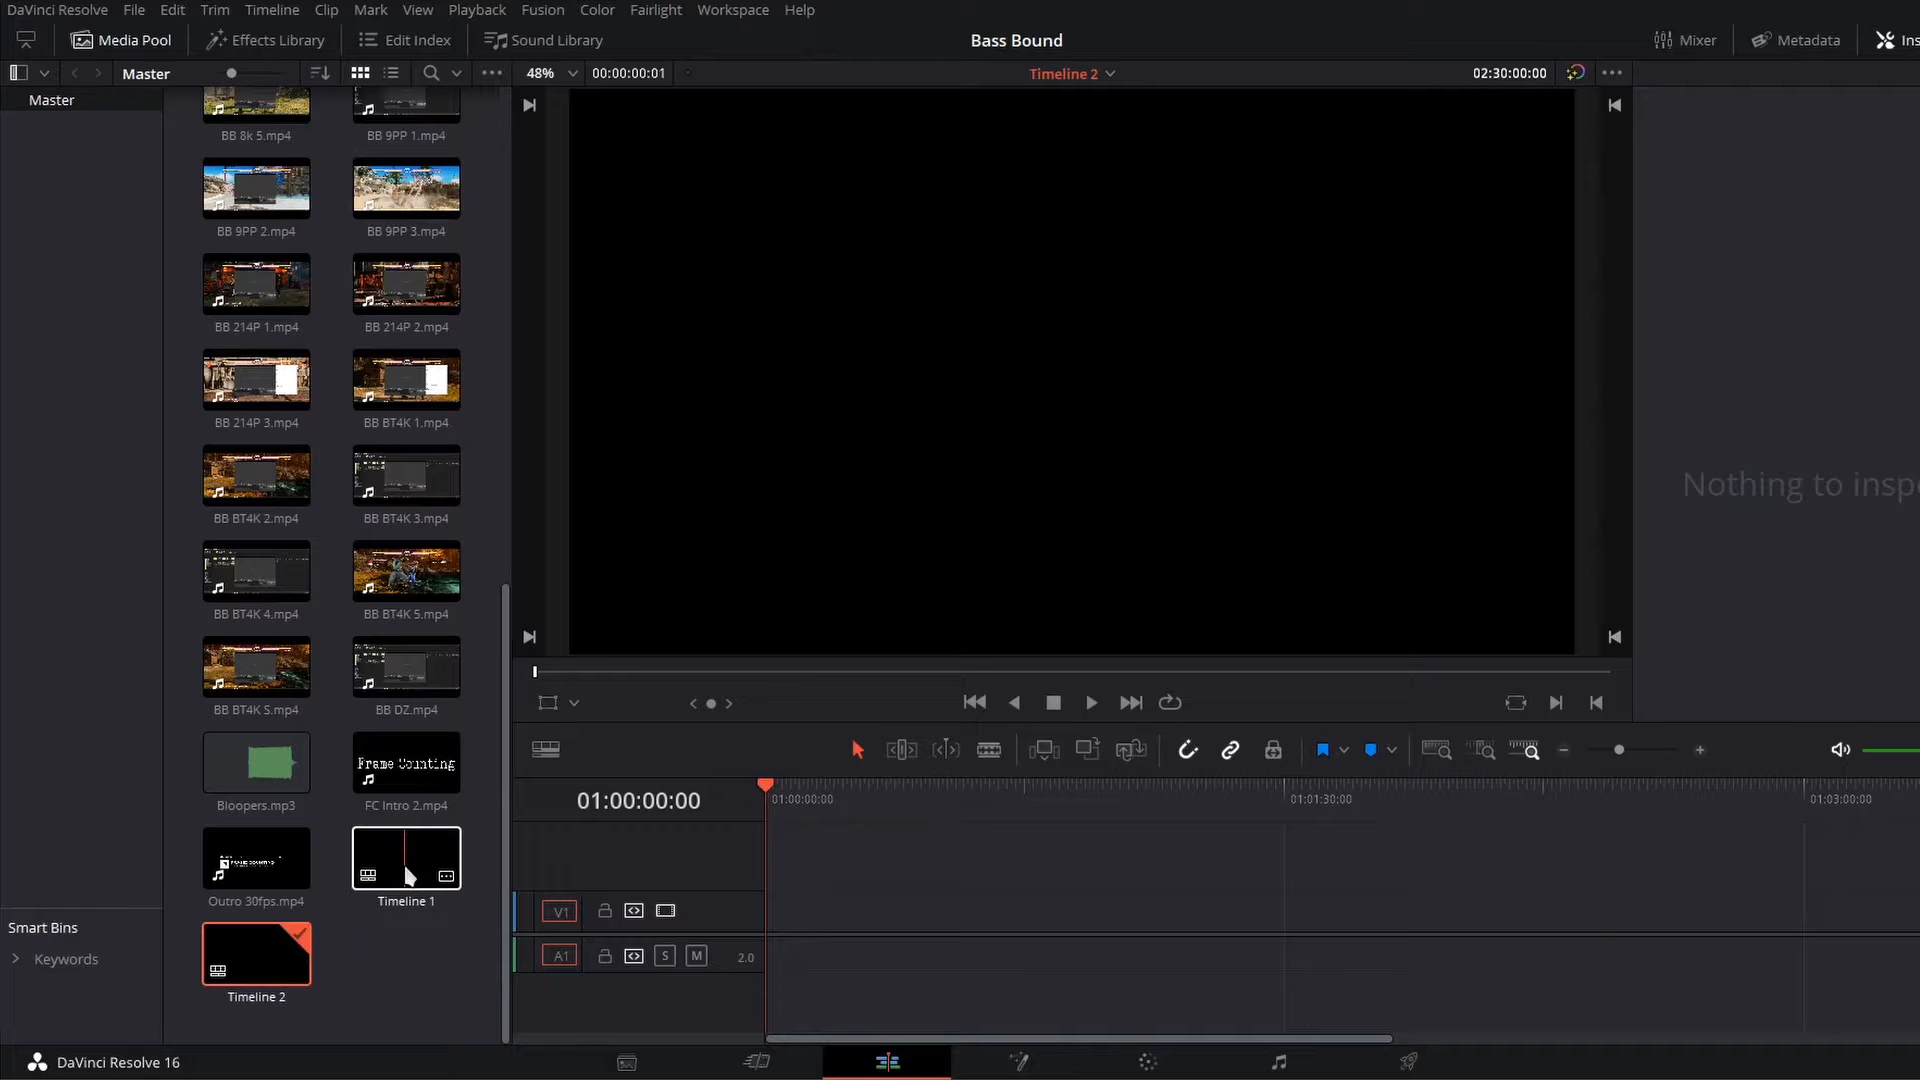 DaVinci Resolve File Edit Trim Timeline Clip Mark View Playback Fusion Color Fairlight Workspace Help
Media Pool Effects Library Edit Index Sound Library Bass Bound Mixer Metadata Ins
Master 48% 00:00:00:01 Timeline 2 02:30:00:00
Master
BB 8k 5.mp4 BB 9PP 1.mp4
BB 9PP 2.mp4 BB 9PP 3.mp4
BB 214P 1.mp4 BB 214P 2.mp4
BB 214P 3.mp4 BB BT4K 1.mp4
BB BT4K 2.mp4 BB BT4K 3.mp4
Nothing to inspe
BB BT4K 4.mp4 BB BT4K 5.mp4
BB BT4K S.mp4 BB DZ.mp4
Frame Counting
Bloopers.mp3 FC Intro 2.mp4
01:00:00:00 01:00:00:00 01:01:30:00 01:03:00:00
FRAME COUNTING
Outro 30fps.mp4 Timeline 1
V1
Smart Bins
Keywords
A1 S M 2.0
Timeline 2
DaVinci Resolve 16